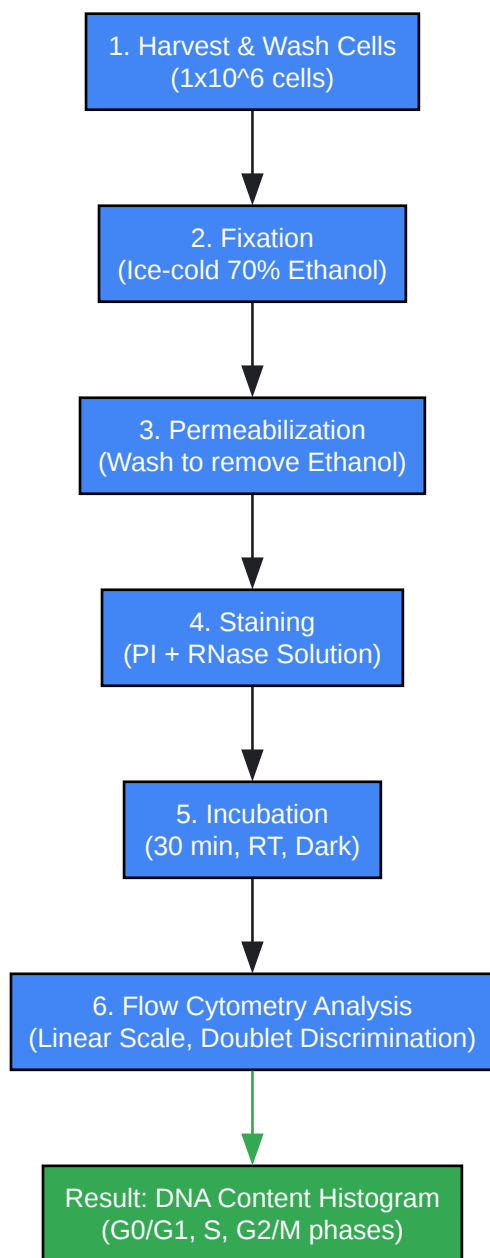 1. Harvest & Wash Cells
(1x10^6 cells)
2. Fixation
(Ice-cold 70% Ethanol)
3. Permeabilization
(Wash to remove Ethanol)
4. Staining
(PI + RNase Solution)
5. Incubation
(30 min, RT, Dark)
6. Flow Cytometry Analysis
(Linear Scale, Doublet Discrimination)
Result: DNA Content Histogram
(G0/G1, S, G2/M phases)